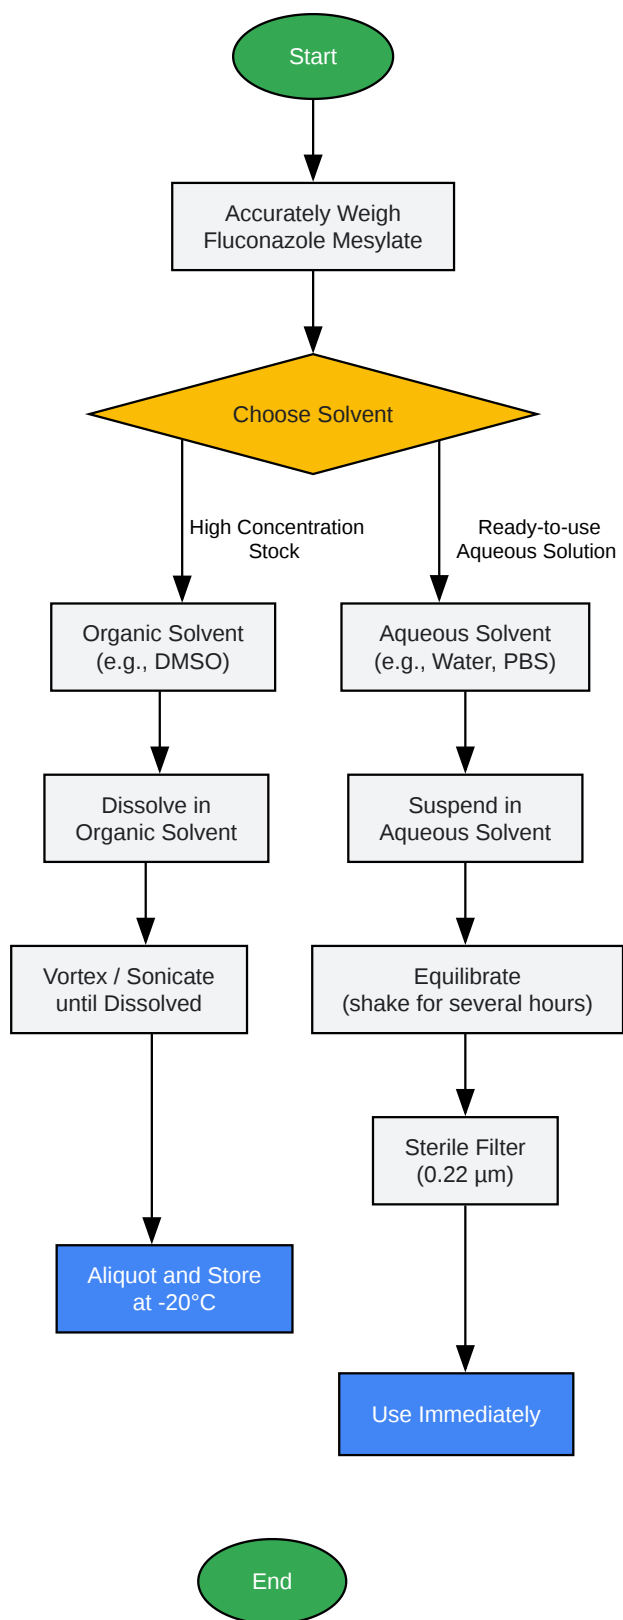 Start
Accurately Weigh
Fluconazole Mesylate
Choose Solvent
High Concentration
Stock
Ready-to-use
Aqueous Solution
Organic Solvent
(e.g., DMSO)
Aqueous Solvent
(e.g., Water, PBS)
Dissolve in
Organic Solvent
Suspend in
Aqueous Solvent
Vortex / Sonicate
until Dissolved
Equilibrate
(shake for several hours)
Sterile Filter
(0.22 µm)
Aliquot and Store
at -20°C
Use Immediately
End